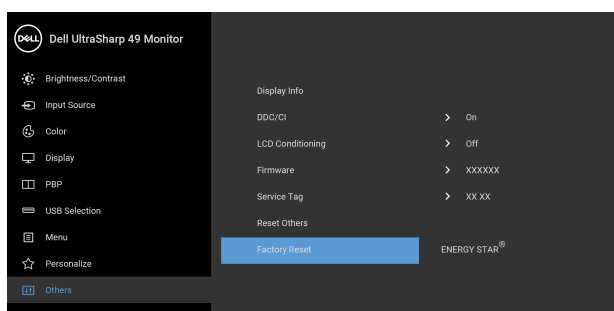 DELL Dell UltraSharp 49 Monitor
Brightness/Contrast
Input Source
Color
Display
PBP
USB Selection
Menu
Personalize
Others
Display Info
DDC/CI > On
LCD Conditioning > Off
Firmware > XXXXXX
Service Tag > XX XX
Reset Others
Factory Reset ENERGY STAR®